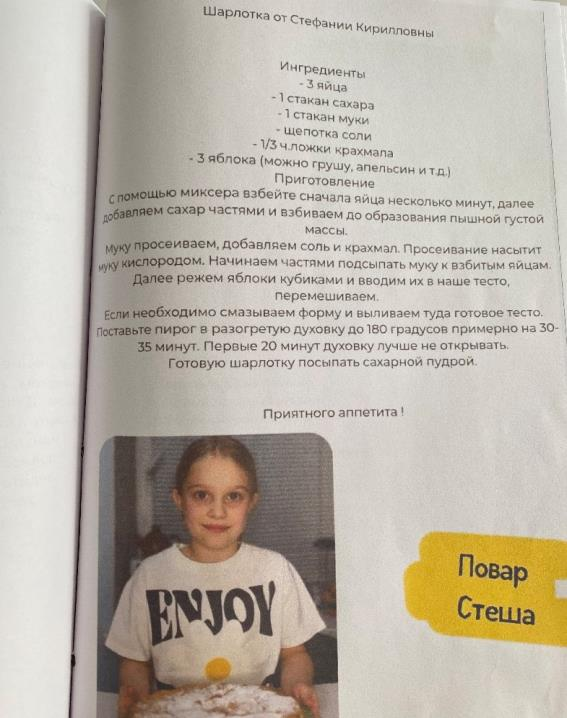 Шарлотка от Стефании Кирилловны
Ингредиенты
- 3 яйца
- 1 стакан сахара
- 1 стакан муки
- щепотка соли
- 1/3 ч.ложки крахмала
- 3 яблока (можно грушу, апельсин и т.д.)
Приготовление
С помощью миксера взбейте сначала яйца несколько минут, далее
добавляем сахар частями и взбиваем до образования пышной густой
массы.
Муку просеиваем, добавляем соль и крахмал. Просеивание насытит
муку кислородом. Начинаем частями подсыпать муку к взбитым яйцам.
Далее режем яблоки кубиками и вводим их в наше тесто,
перемешиваем.
Если необходимо смазываем форму и выливаем туда готовое тесто.
Поставьте пирог в разогретую духовку до 180 градусов примерно на 30-
35 минут. Первые 20 минут духовку лучше не открывать.
Готовую шарлотку посыпать сахарной пудрой.
Приятного аппетита !
ENJOY
Повар
Стеша